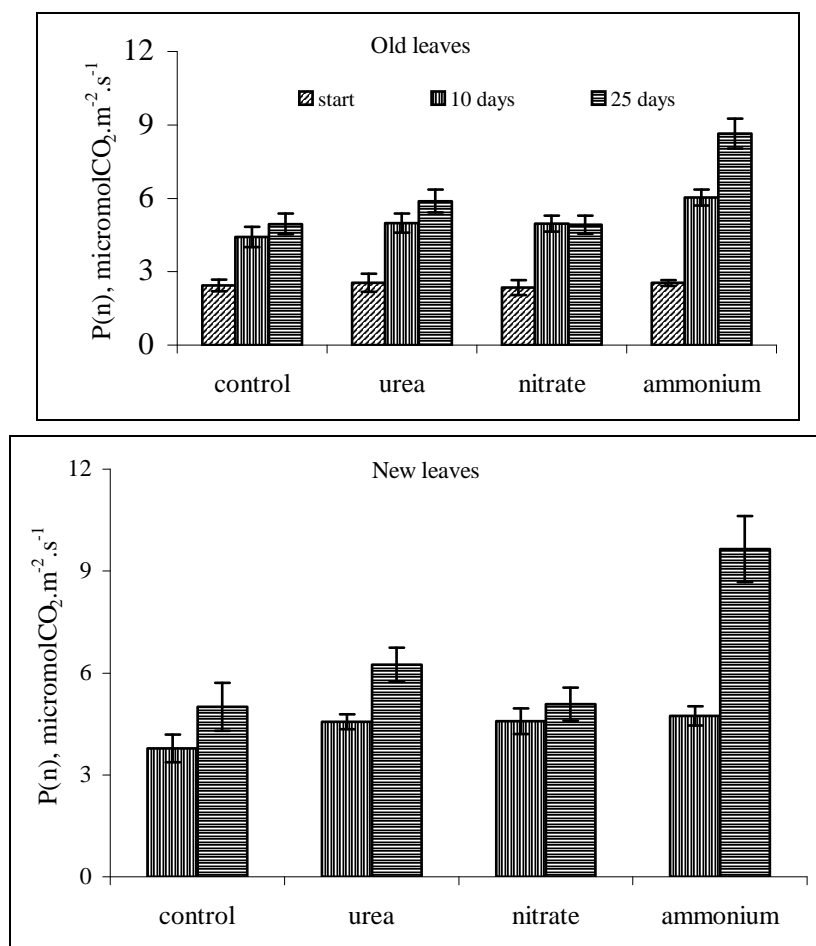 Old leaves
12
9
6
3
0
P(n), micromolCO₂.m⁻².s⁻¹
start 10 days 25 days
control urea nitrate ammonium
New leaves
12
9
6
3
0
P(n), micromolCO₂.m⁻².s⁻¹
control urea nitrate ammonium